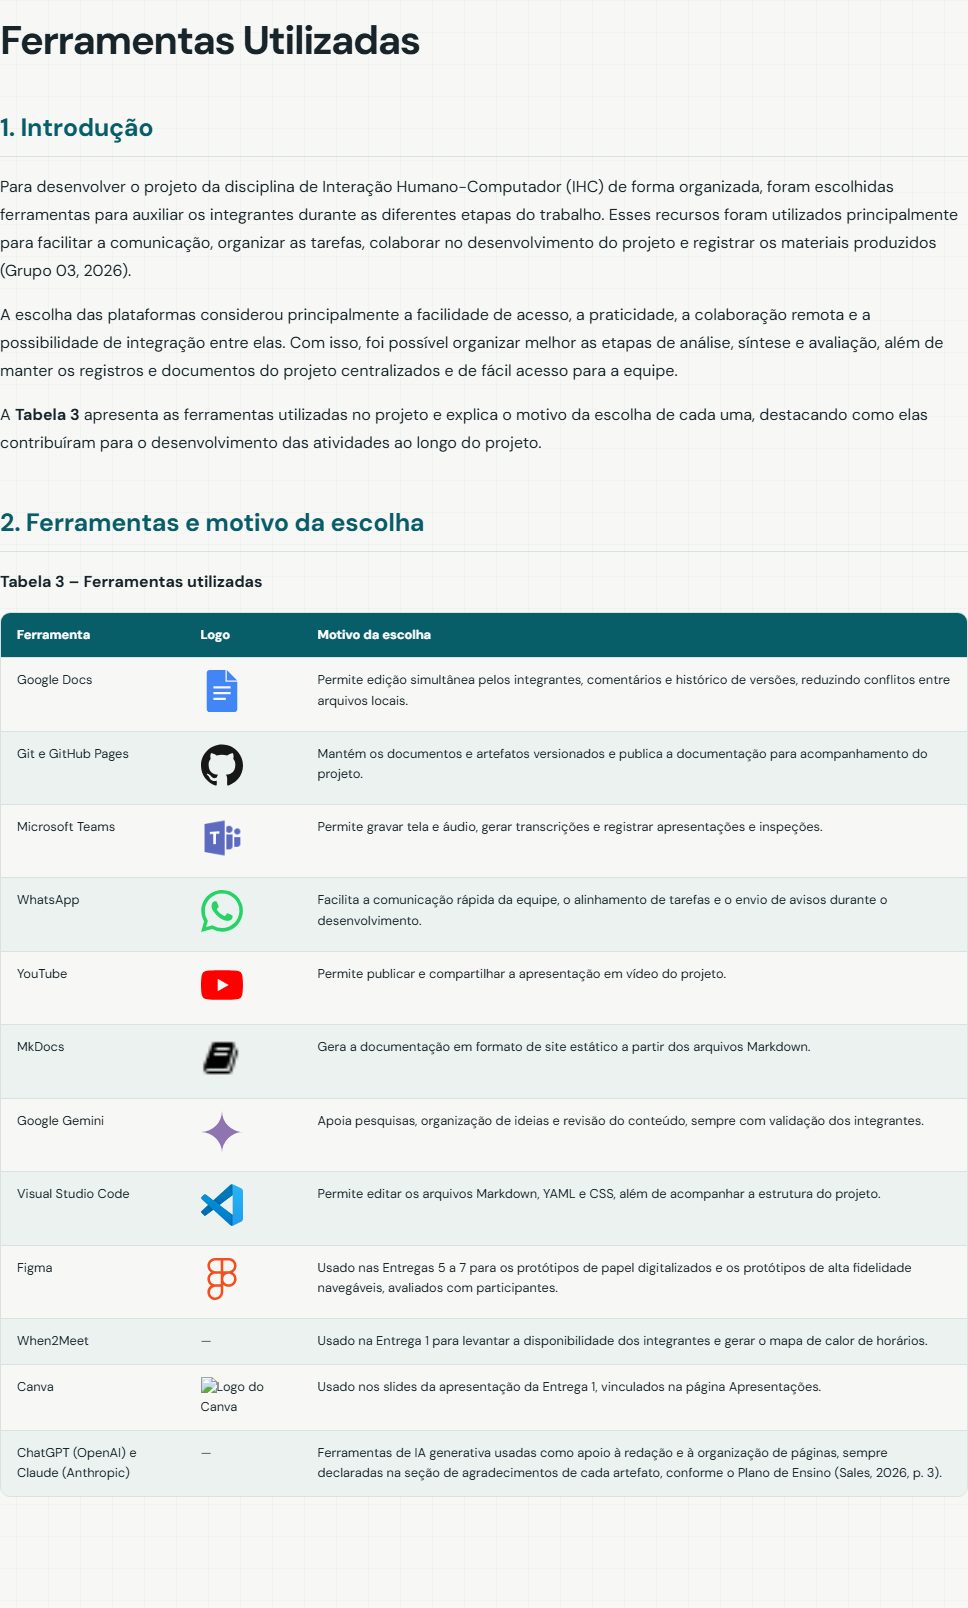 Ferramentas Utilizadas
1. Introdução
Para desenvolver o projeto da disciplina de Interação Humano-Computador (IHC) de forma organizada, foram escolhidas
ferramentas para auxiliar os integrantes durante as diferentes etapas do trabalho. Esses recursos foram utilizados principalmente
para facilitar a comunicação, organizar as tarefas, colaborar no desenvolvimento do projeto e registrar os materiais produzidos
(Grupo 03, 2026).
A escolha das plataformas considerou principalmente a facilidade de acesso, a praticidade, a colaboração remota e a
possibilidade de integração entre elas. Com isso, foi possível organizar melhor as etapas de análise, síntese e avaliação, além de
manter os registros e documentos do projeto centralizados e de fácil acesso para a equipe.
A Tabela 3 apresenta as ferramentas utilizadas no projeto e explica o motivo da escolha de cada uma, destacando como elas
contribuíram para o desenvolvimento das atividades ao longo do projeto.
2. Ferramentas e motivo da escolha
Tabela 3 – Ferramentas utilizadas
Ferramenta Logo Motivo da escolha
Google Docs Permite edição simultânea pelos integrantes, comentários e histórico de versões, reduzindo conflitos entre
arquivos locais.
Git e GitHub Pages Mantém os documentos e artefatos versionados e publica a documentação para acompanhamento do
projeto.
Microsoft Teams T Permite gravar tela e áudio, gerar transcrições e registrar apresentações e inspeções.
WhatsApp Facilita a comunicação rápida da equipe, o alinhamento de tarefas e o envio de avisos durante o
desenvolvimento.
YouTube Permite publicar e compartilhar a apresentação em vídeo do projeto.
MkDocs Gera a documentação em formato de site estático a partir dos arquivos Markdown.
Google Gemini Apoia pesquisas, organização de ideias e revisão do conteúdo, sempre com validação dos integrantes.
Visual Studio Code Permite editar os arquivos Markdown, YAML e CSS, além de acompanhar a estrutura do projeto.
Figma Usado nas Entregas 5 a 7 para os protótipos de papel digitalizados e os protótipos de alta fidelidade
navegáveis, avaliados com participantes.
When2Meet — Usado na Entrega 1 para levantar a disponibilidade dos integrantes e gerar o mapa de calor de horários.
Canva Logo do Usado nos slides da apresentação da Entrega 1, vinculados na página Apresentações.
Canva
ChatGPT (OpenAI) e — Ferramentas de IA generativa usadas como apoio à redação e à organização de páginas, sempre
Claude (Anthropic) declaradas na seção de agradecimentos de cada artefato, conforme o Plano de Ensino (Sales, 2026, p. 3).